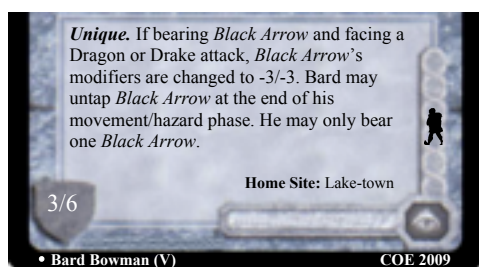 Unique. If bearing Black Arrow and facing a
Dragon or Drake attack, Black Arrow's
modifiers are changed to -3/-3. Bard may
untap Black Arrow at the end of his
movement/hazard phase. He may only bear
one Black Arrow.
Home Site: Lake-town
3/6
• Bard Bowman (V) COE 2009